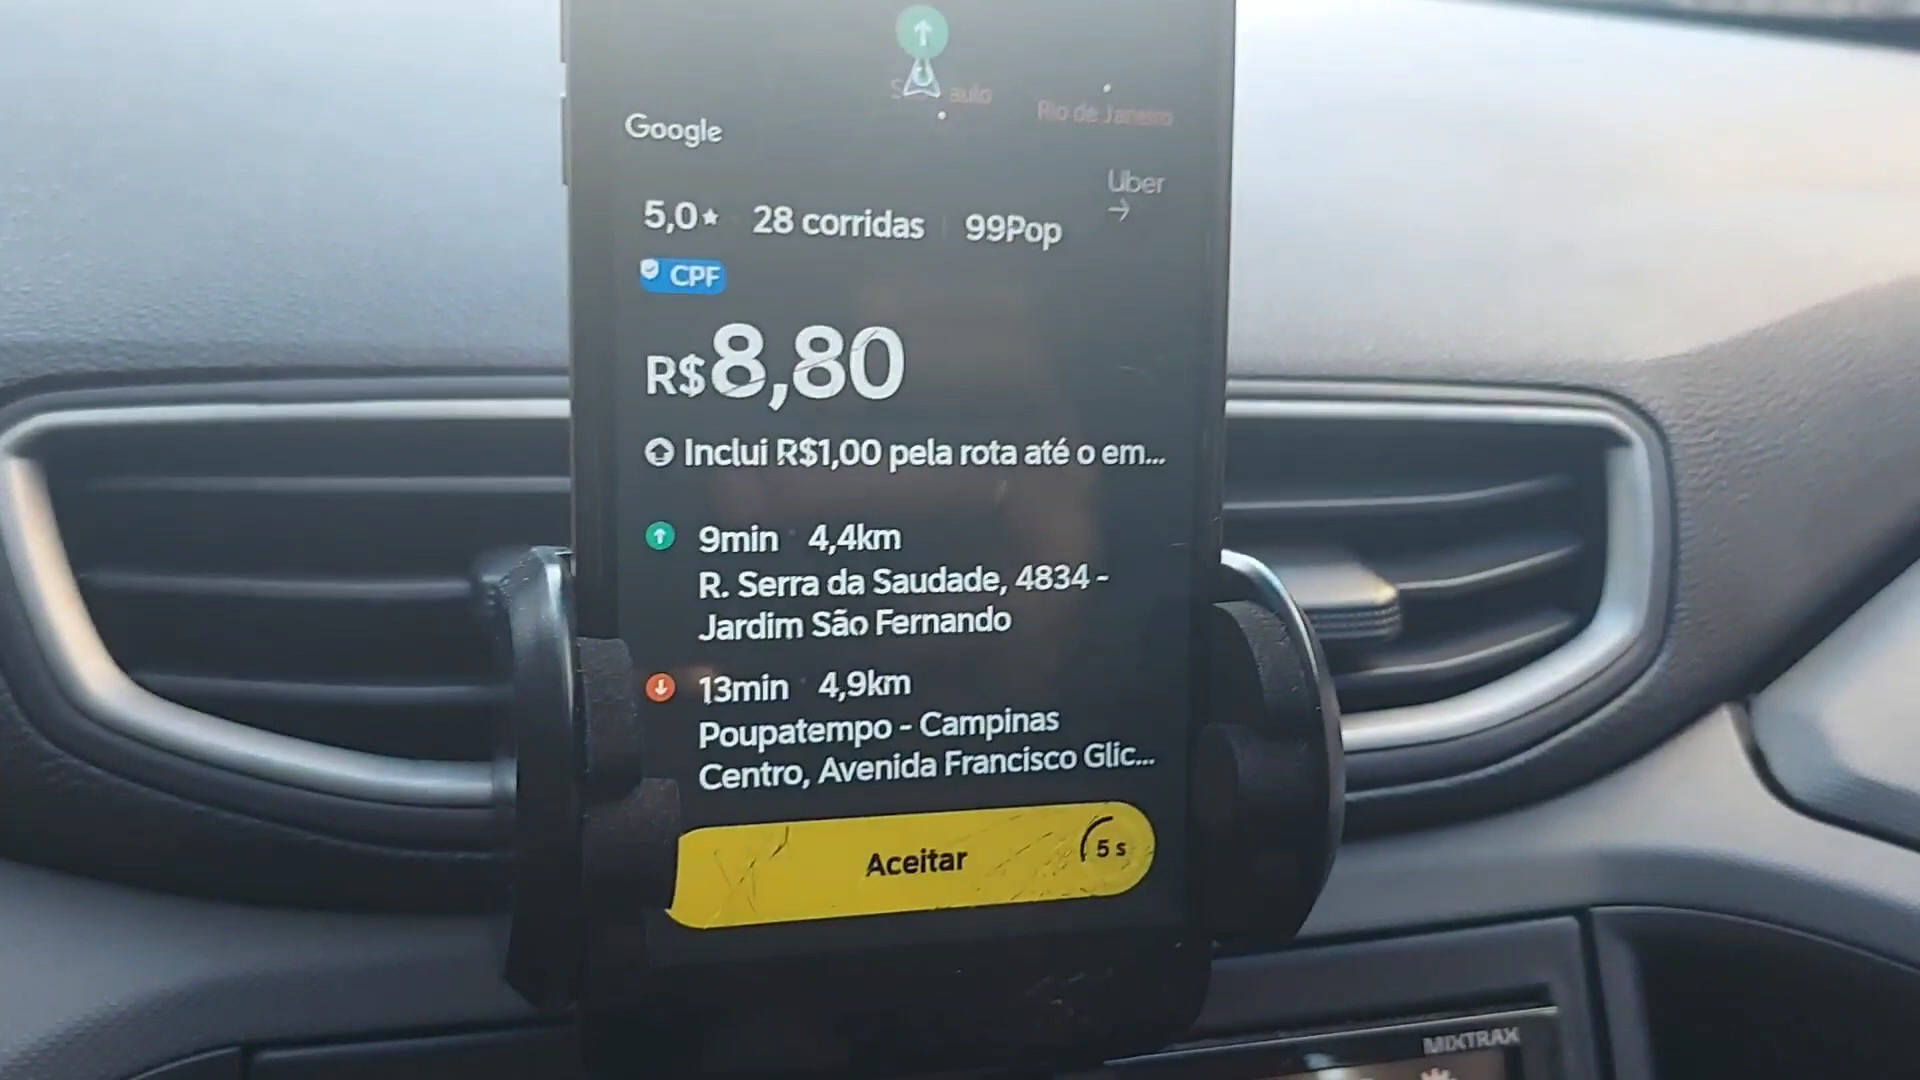 Rio de Janeiro
Google
Uber
5,0★ 28 corridas 99Pop
CPF
R$8,80
Inclui R$1,00 pela rota até o em...
9min 4,4km
R. Serra da Saudade, 4834 -
Jardim São Fernando
13min 4,9km
Poupatempo - Campinas
Centro, Avenida Francisco Glic...
Aceitar 5 s
MIXTRAX